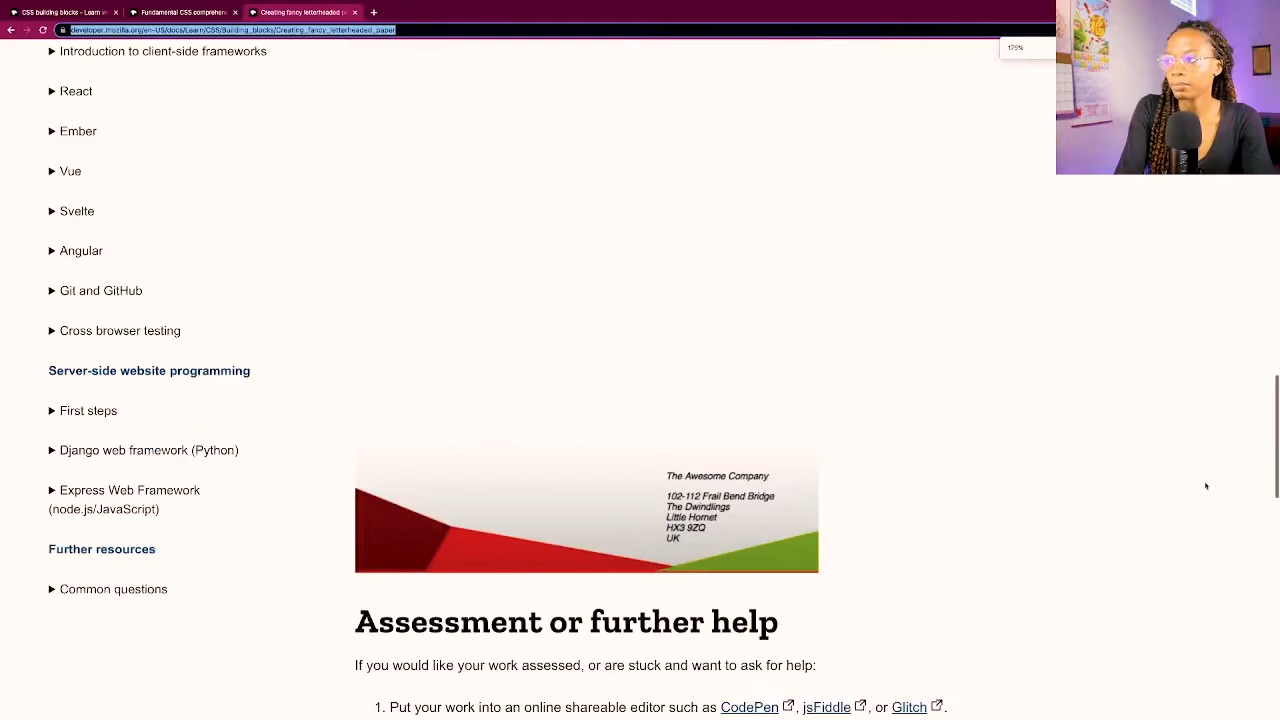 CSS building blocks – Learn w
Fundamental CSS comprehen
Creating fancy letterheaded p
developer.mozilla.org/en-US/docs/Learn/CSS/Building_blocks/Creating_fancy_letterheaded_paper
175%
Introduction to client-side frameworks
React
Ember
Vue
Svelte
Angular
Git and GitHub
Cross browser testing
Server-side website programming
First steps
Django web framework (Python)
Express Web Framework
(node.js/JavaScript)
Further resources
Common questions
The Awesome Company
102-112 Frail Bend Bridge
The Dwindlings
Little Hornet
HX3 9ZQ
UK
Assessment or further help
If you would like your work assessed, or are stuck and want to ask for help:
1. Put your work into an online shareable editor such as CodePen, jsFiddle, or Glitch.